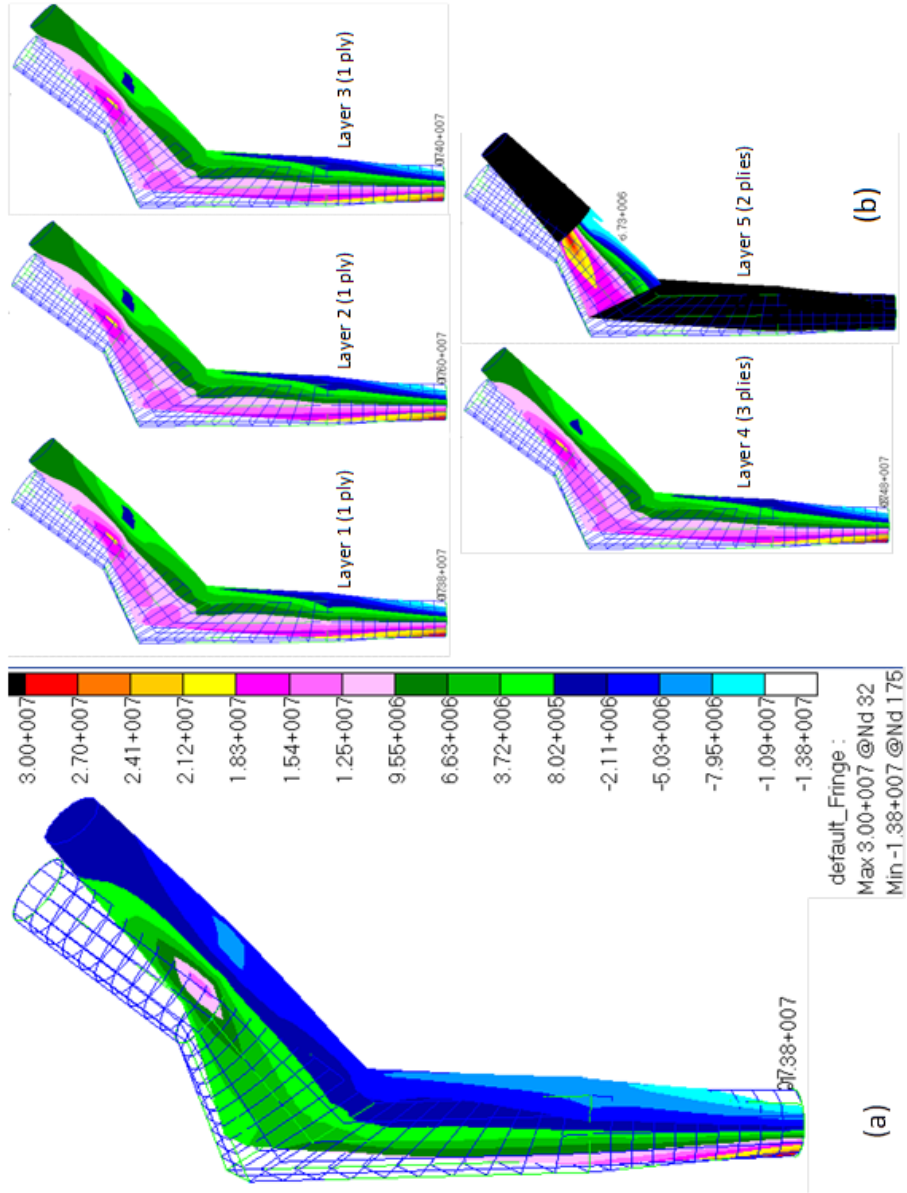 3.00+007
2.70+007
2.41+007
2.12+007
1.83+007
1.54+007
1.25+007
9.55+006
6.63+006
3.72+006
8.02+005
-2.11+006
-5.03+006
-7.95+006
-1.09+007
-1.38+007
default_Fringe :
Max 3.00+007 @Nd 32
Min -1.38+007 @Nd 175
(a)
Layer 1 (1 ply)
Layer 2 (1 ply)
Layer 3 (1 ply)
Layer 4 (3 plies)
6.73+006
Layer 5 (2 plies)
(b)